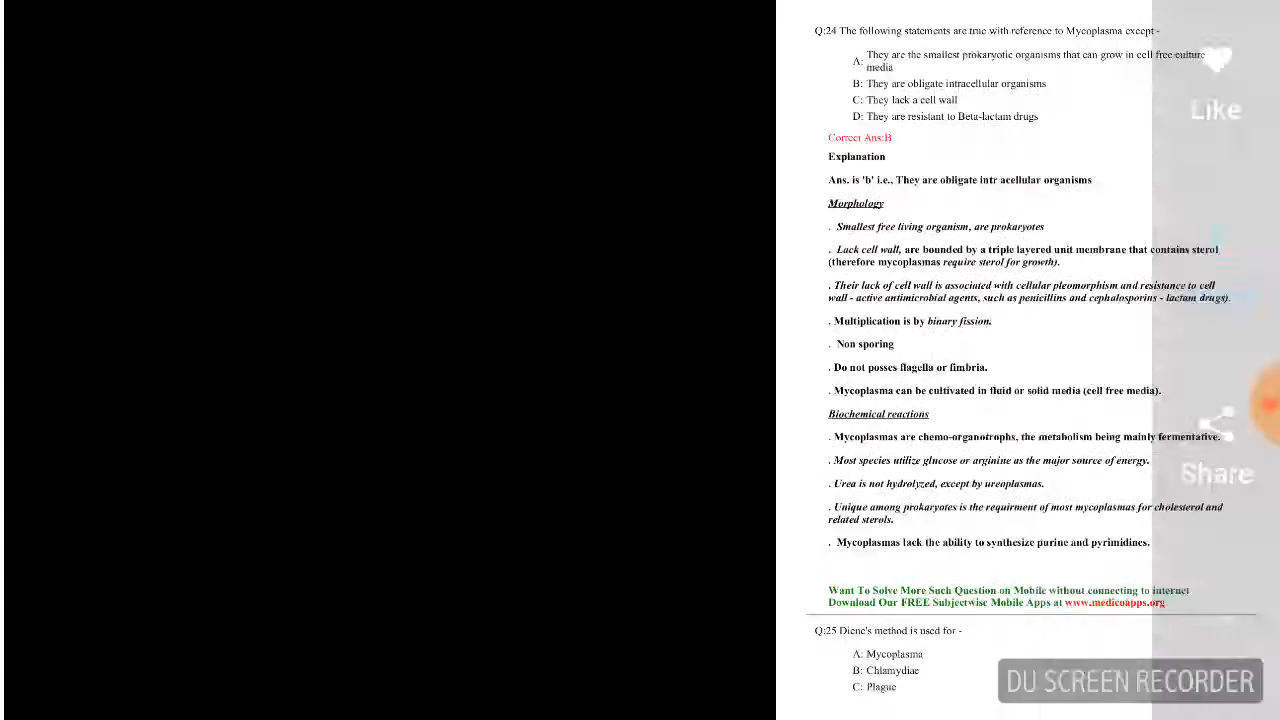 Q:24 The following statements are true with reference to Mycoplasma except -
A: They are the smallest prokaryotic organisms that can grow in cell free culture
media
B: They are obligate intracellular organisms
C: They lack a cell wall
D: They are resistant to Beta-lactam drugs
Correct Ans:B
Explanation
Ans. is 'b' i.e., They are obligate intr acellular organisms
Morphology
. Smallest free living organism, are prokaryotes
. Lack cell wall, are bounded by a triple layered unit membrane that contains sterol
(therefore mycoplasmas require sterol for growth).
. Their lack of cell wall is associated with cellular pleomorphism and resistance to cell
wall - active antimicrobial agents, such as penicillins and cephalosporins - lactam drugs).
. Multiplication is by binary fission.
. Non sporing
. Do not posses flagella or fimbria.
. Mycoplasma can be cultivated in fluid or solid media (cell free media).
Biochemical reactions
. Mycoplasmas are chemo-organotrophs, the metabolism being mainly fermentative.
. Most species utilize glucose or arginine as the major source of energy.
. Urea is not hydrolyzed, except by ureoplasmas.
. Unique among prokaryotes is the requirment of most mycoplasmas for cholesterol and
related sterols.
. Mycoplasmas lack the ability to synthesize purine and pyrimidines.
Want To Solve More Such Question on Mobile without connecting to internet
Download Our FREE Subjectwise Mobile Apps at www.medicoapps.org
Q:25 Diene's method is used for -
A: Mycoplasma
B: Chlamydiae
C: Plague
Like
Share
DU SCREEN RECORDER